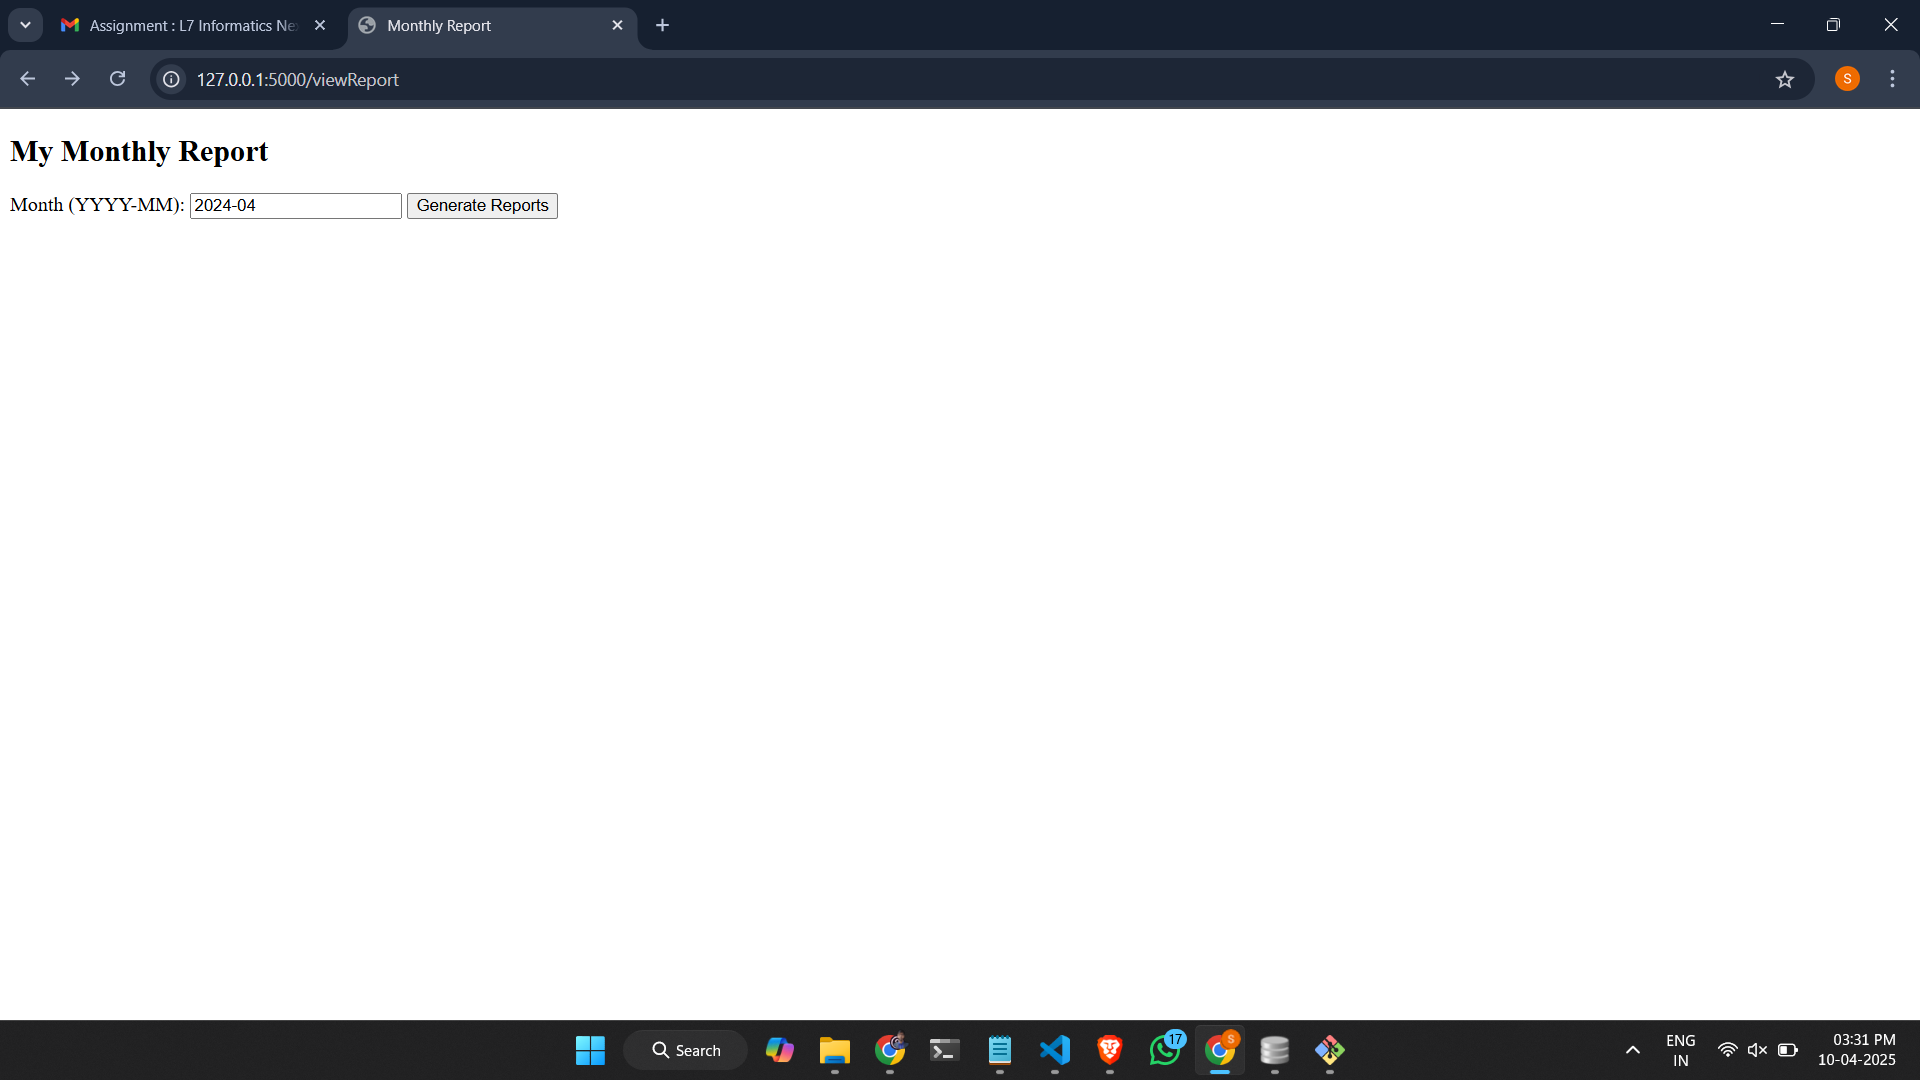 Assignment : L7 Informatics Ne
Monthly Report
127.0.0.1:5000/viewReport
S
My Monthly Report
Month (YYYY-MM): 2024-04 Generate Reports
Search
17
S
ENG
IN
03:31 PM
10-04-2025